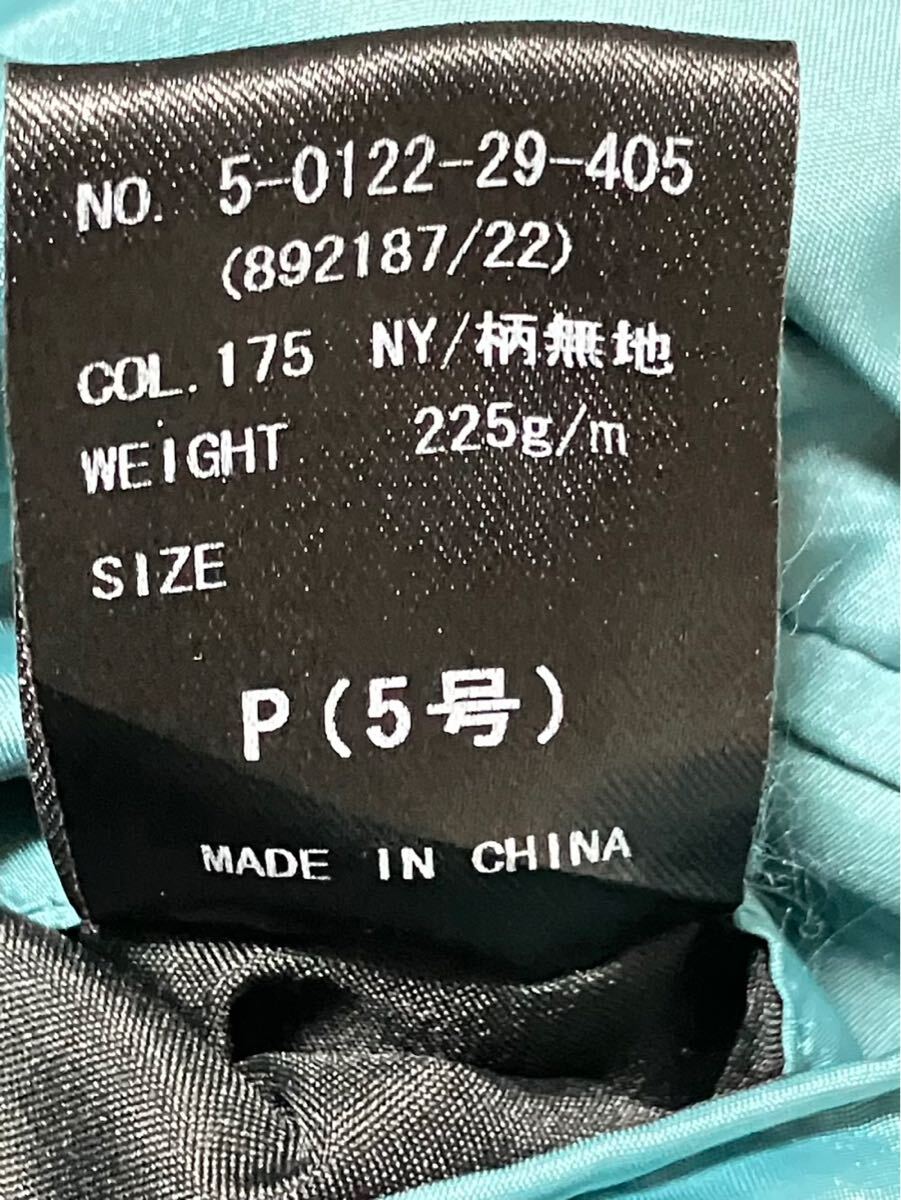 NO. 5-0122-29-405
(892187/22)
COL. 175 NY/柄無地
WEIGHT 225g/m
SIZE
P(5号)
MADE IN CHINA